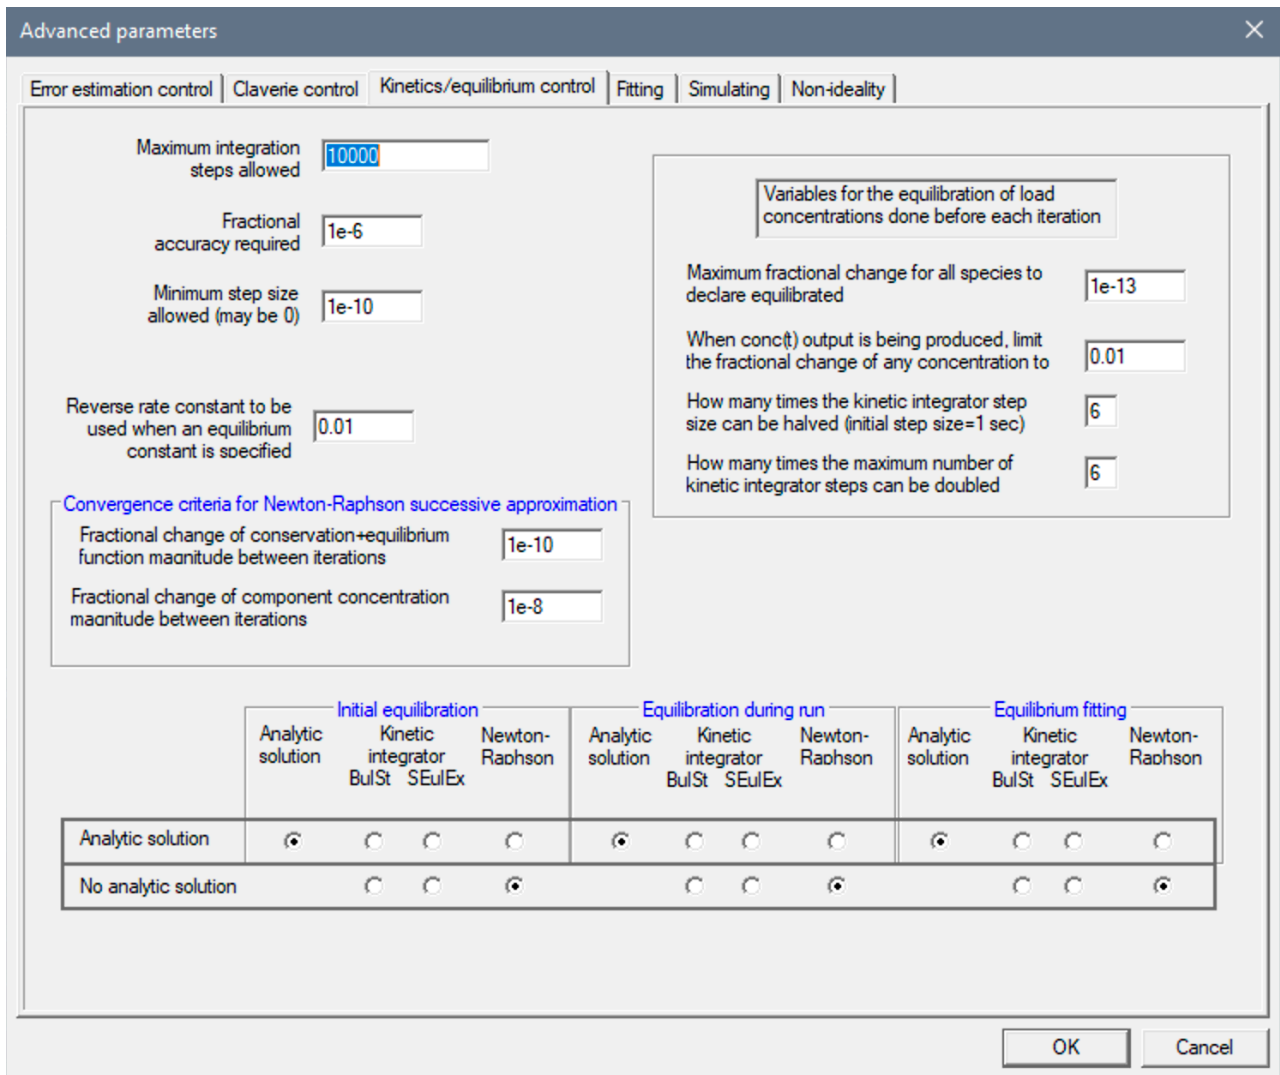 Advanced parameters
Error estimation control
Claverie control
Kinetics/equilibrium control
Fitting
Simulating
Non-ideality
Maximum integration
steps allowed
10000
Fractional
accuracy required
1e-6
Minimum step size
allowed (may be 0)
1e-10
Reverse rate constant to be
used when an equilibrium
constant is specified
0.01
Variables for the equilibration of load
concentrations done before each iteration
Maximum fractional change for all species to
declare equilibrated
1e-13
When conc(t) output is being produced, limit
the fractional change of any concentration to
0.01
How many times the kinetic integrator step
size can be halved (initial step size=1 sec)
6
How many times the maximum number of
kinetic integrator steps can be doubled
6
Convergence criteria for Newton-Raphson successive approximation
Fractional change of conservation+equilibrium
function magnitude between iterations
1e-10
Fractional change of component concentration
magnitude between iterations
1e-8
Initial equilibration
Analytic
solution
Kinetic
integrator
BulSt SEulEx
Newton-
Raphson
Equilibration during run
Analytic
solution
Kinetic
integrator
BulSt SEulEx
Newton-
Raphson
Equilibrium fitting
Analytic
solution
Kinetic
integrator
BulSt SEulEx
Newton-
Raphson
Analytic solution
No analytic solution
OK
Cancel